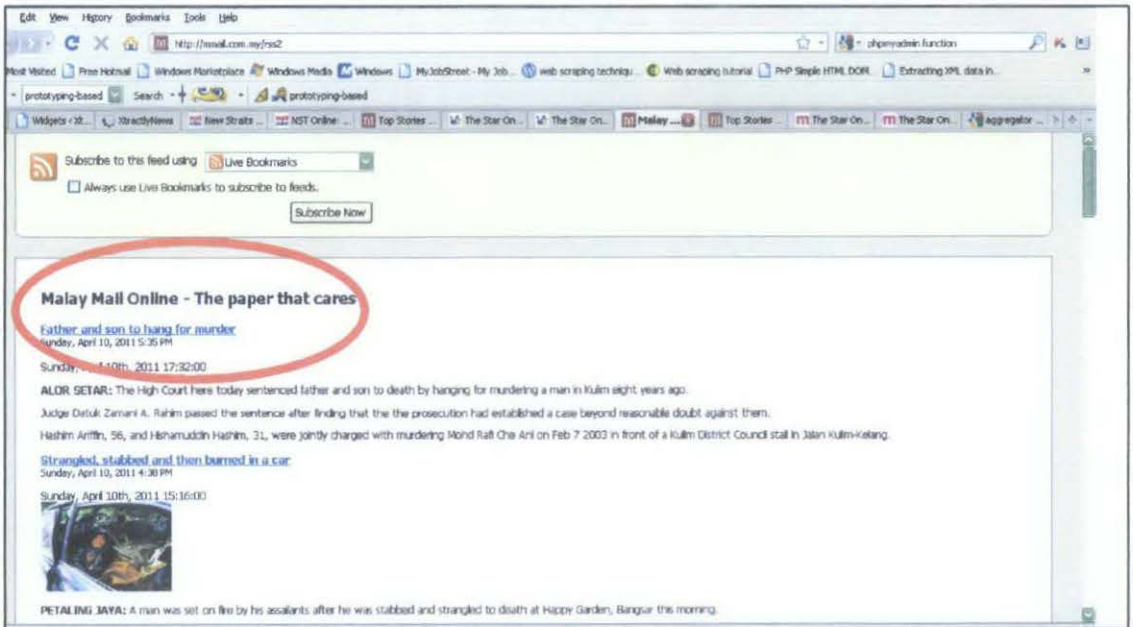 Edit View History Bookmarks Tools Help
http://mmail.com.my/rss2 phpmyadmin function
Most Visited Free Hotmail Windows Marketplace Windows Media Windows MyJobStreet - My Job... web scraping techniqu... Web scraping tutorial PHP Simple HTML DOM... Extracting XML data in...
prototyping-based Search prototyping-based
Widgets XtractlyNews New Straits ... NST Online: ... Top Stories ... The Star On... The Star On... Malay .... Top Stories ... The Star On... The Star On... aggregator ...
Subscribe to this feed using Live Bookmarks
Always use Live Bookmarks to subscribe to feeds.
Subscribe Now
Malay Mail Online - The paper that cares
Father and son to hang for murder
Sunday, April 10, 2011 5:35 PM
Sunday, 10th, 2011 17:32:00
ALOR SETAR: The High Court here today sentenced father and son to death by hanging for murdering a man in Kulim eight years ago.
Judge Datuk Zamani A. Rahim passed the sentence after finding that the the prosecution had established a case beyond reasonable doubt against them.
Hashim Ariffin, 56, and Hishamuddin Hashim, 31, were jointly charged with murdering Mohd Rafi Che Ani on Feb 7 2003 in front of a Kulim District Council stall in Jalan Kulim-Kelang.
Strangled, stabbed and then burned in a car
Sunday, April 10, 2011 4:38 PM
Sunday, April 10th, 2011 15:16:00
PETALING JAYA: A man was set on fire by his assailants after he was stabbed and strangled to death at Happy Garden, Bangsar this morning.